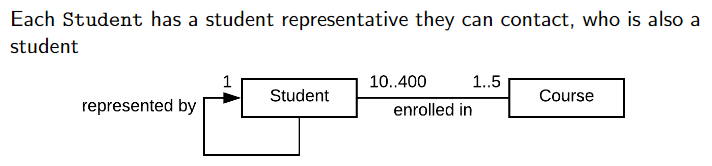 Each Student has a student representative they can contact, who is also a
student
1
10..400
1..5
represented by
Student
Course
enrolled in